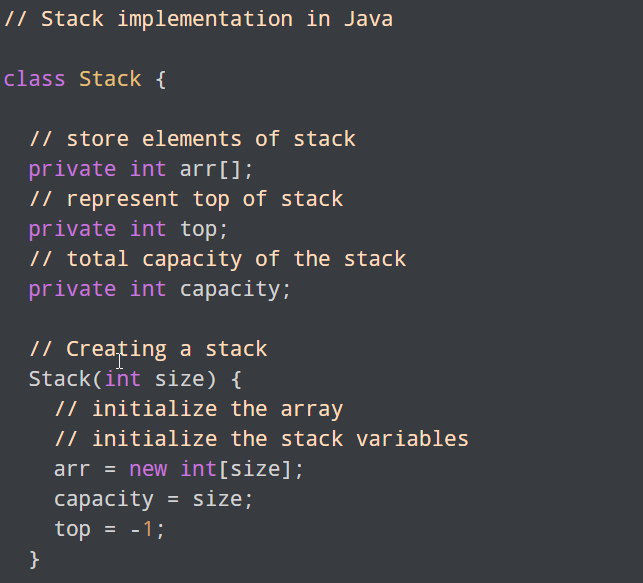 // Stack implementation in Java
class Stack {
// store elements of stack
private int arr[];
// represent top of stack
private int top;
// total capacity of the stack
private int capacity;
// Creating a stack
Stack(int size) {
// initialize the array
// initialize the stack variables
arr = new int[size];
capacity = size;
top = -1;
}